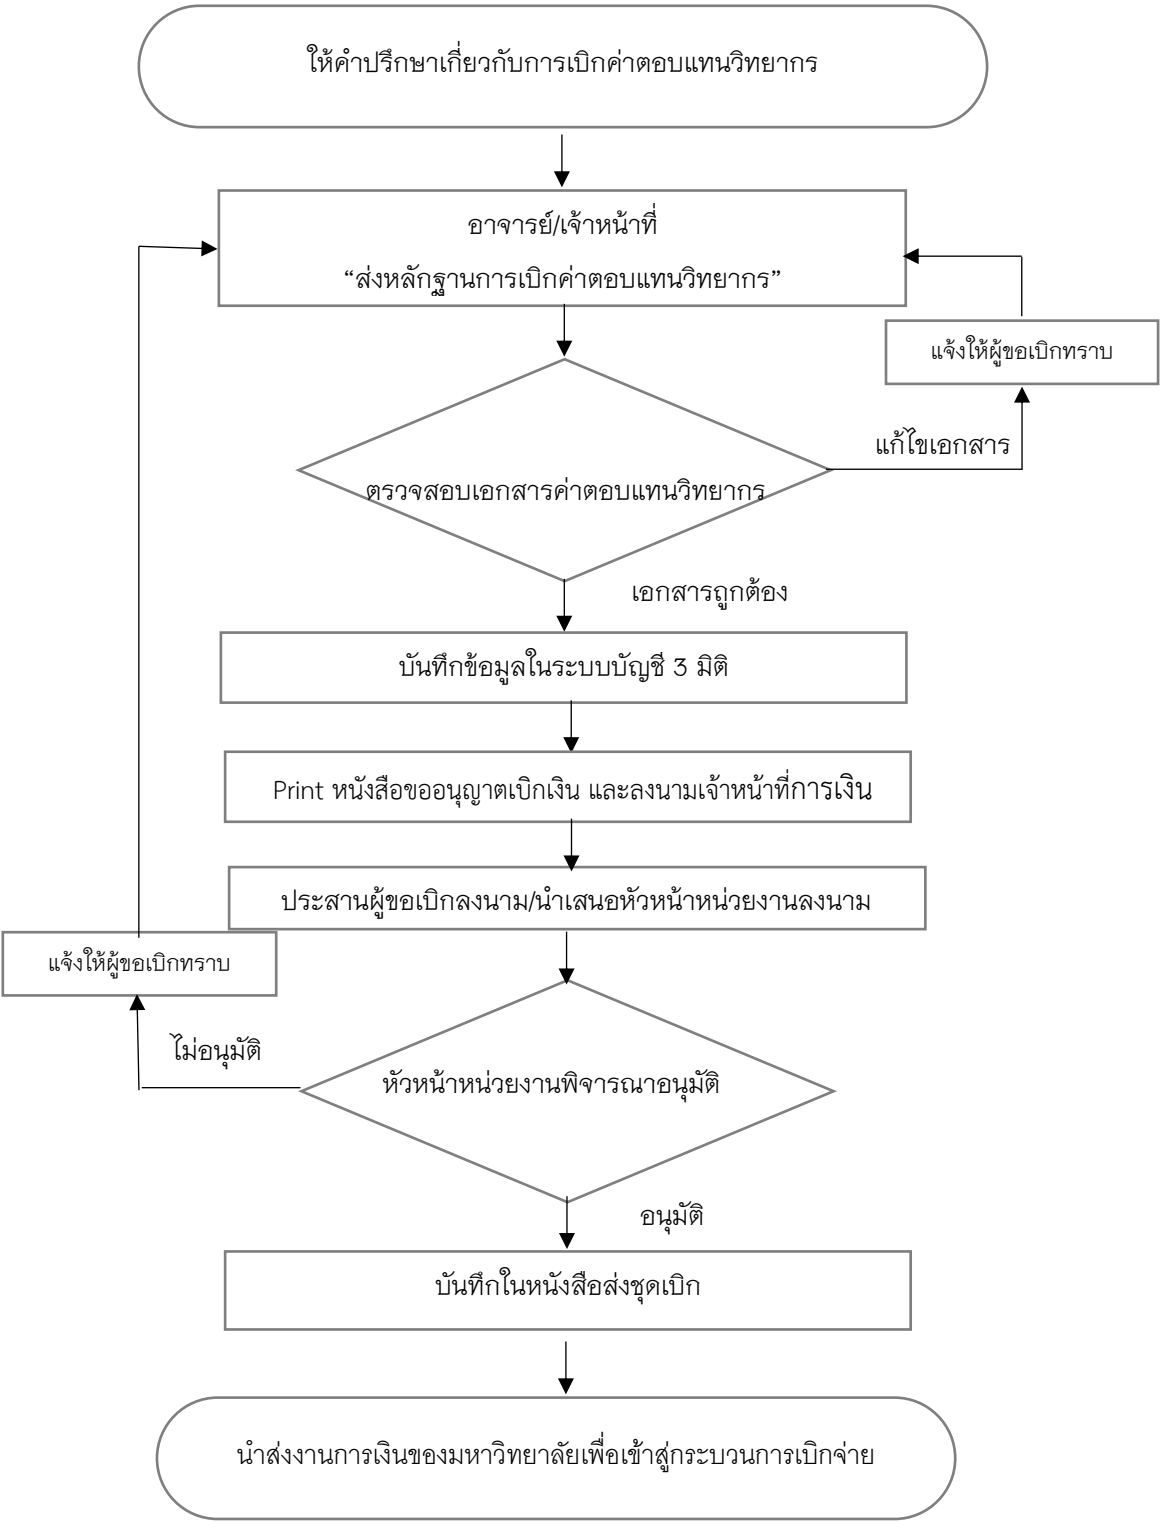 ให้คำปรึกษาเกี่ยวกับการเบิกค่าตอบแทนวิทยากร
อาจารย์/เจ้าหน้าที่
“ส่งหลักฐานการเบิกค่าตอบแทนวิทยากร”
แจ้งให้ผู้ขอเบิกทราบ
แก้ไขเอกสาร
ตรวจสอบเอกสารค่าตอบแทนวิทยากร
เอกสารถูกต้อง
บันทึกข้อมูลในระบบบัญชี 3 มิติ
Print หนังสือขออนุญาตเบิกเงิน และลงนามเจ้าหน้าที่การเงิน
ประสานผู้ขอเบิกลงนาม/นำเสนอหัวหน้าหน่วยงานลงนาม
แจ้งให้ผู้ขอเบิกทราบ
ไม่อนุมัติ
หัวหน้าหน่วยงานพิจารณาอนุมัติ
อนุมัติ
บันทึกในหนังสือส่งชุดเบิก
นำส่งงานการเงินของมหาวิทยาลัยเพื่อเข้าสู่กระบวนการเบิกจ่าย